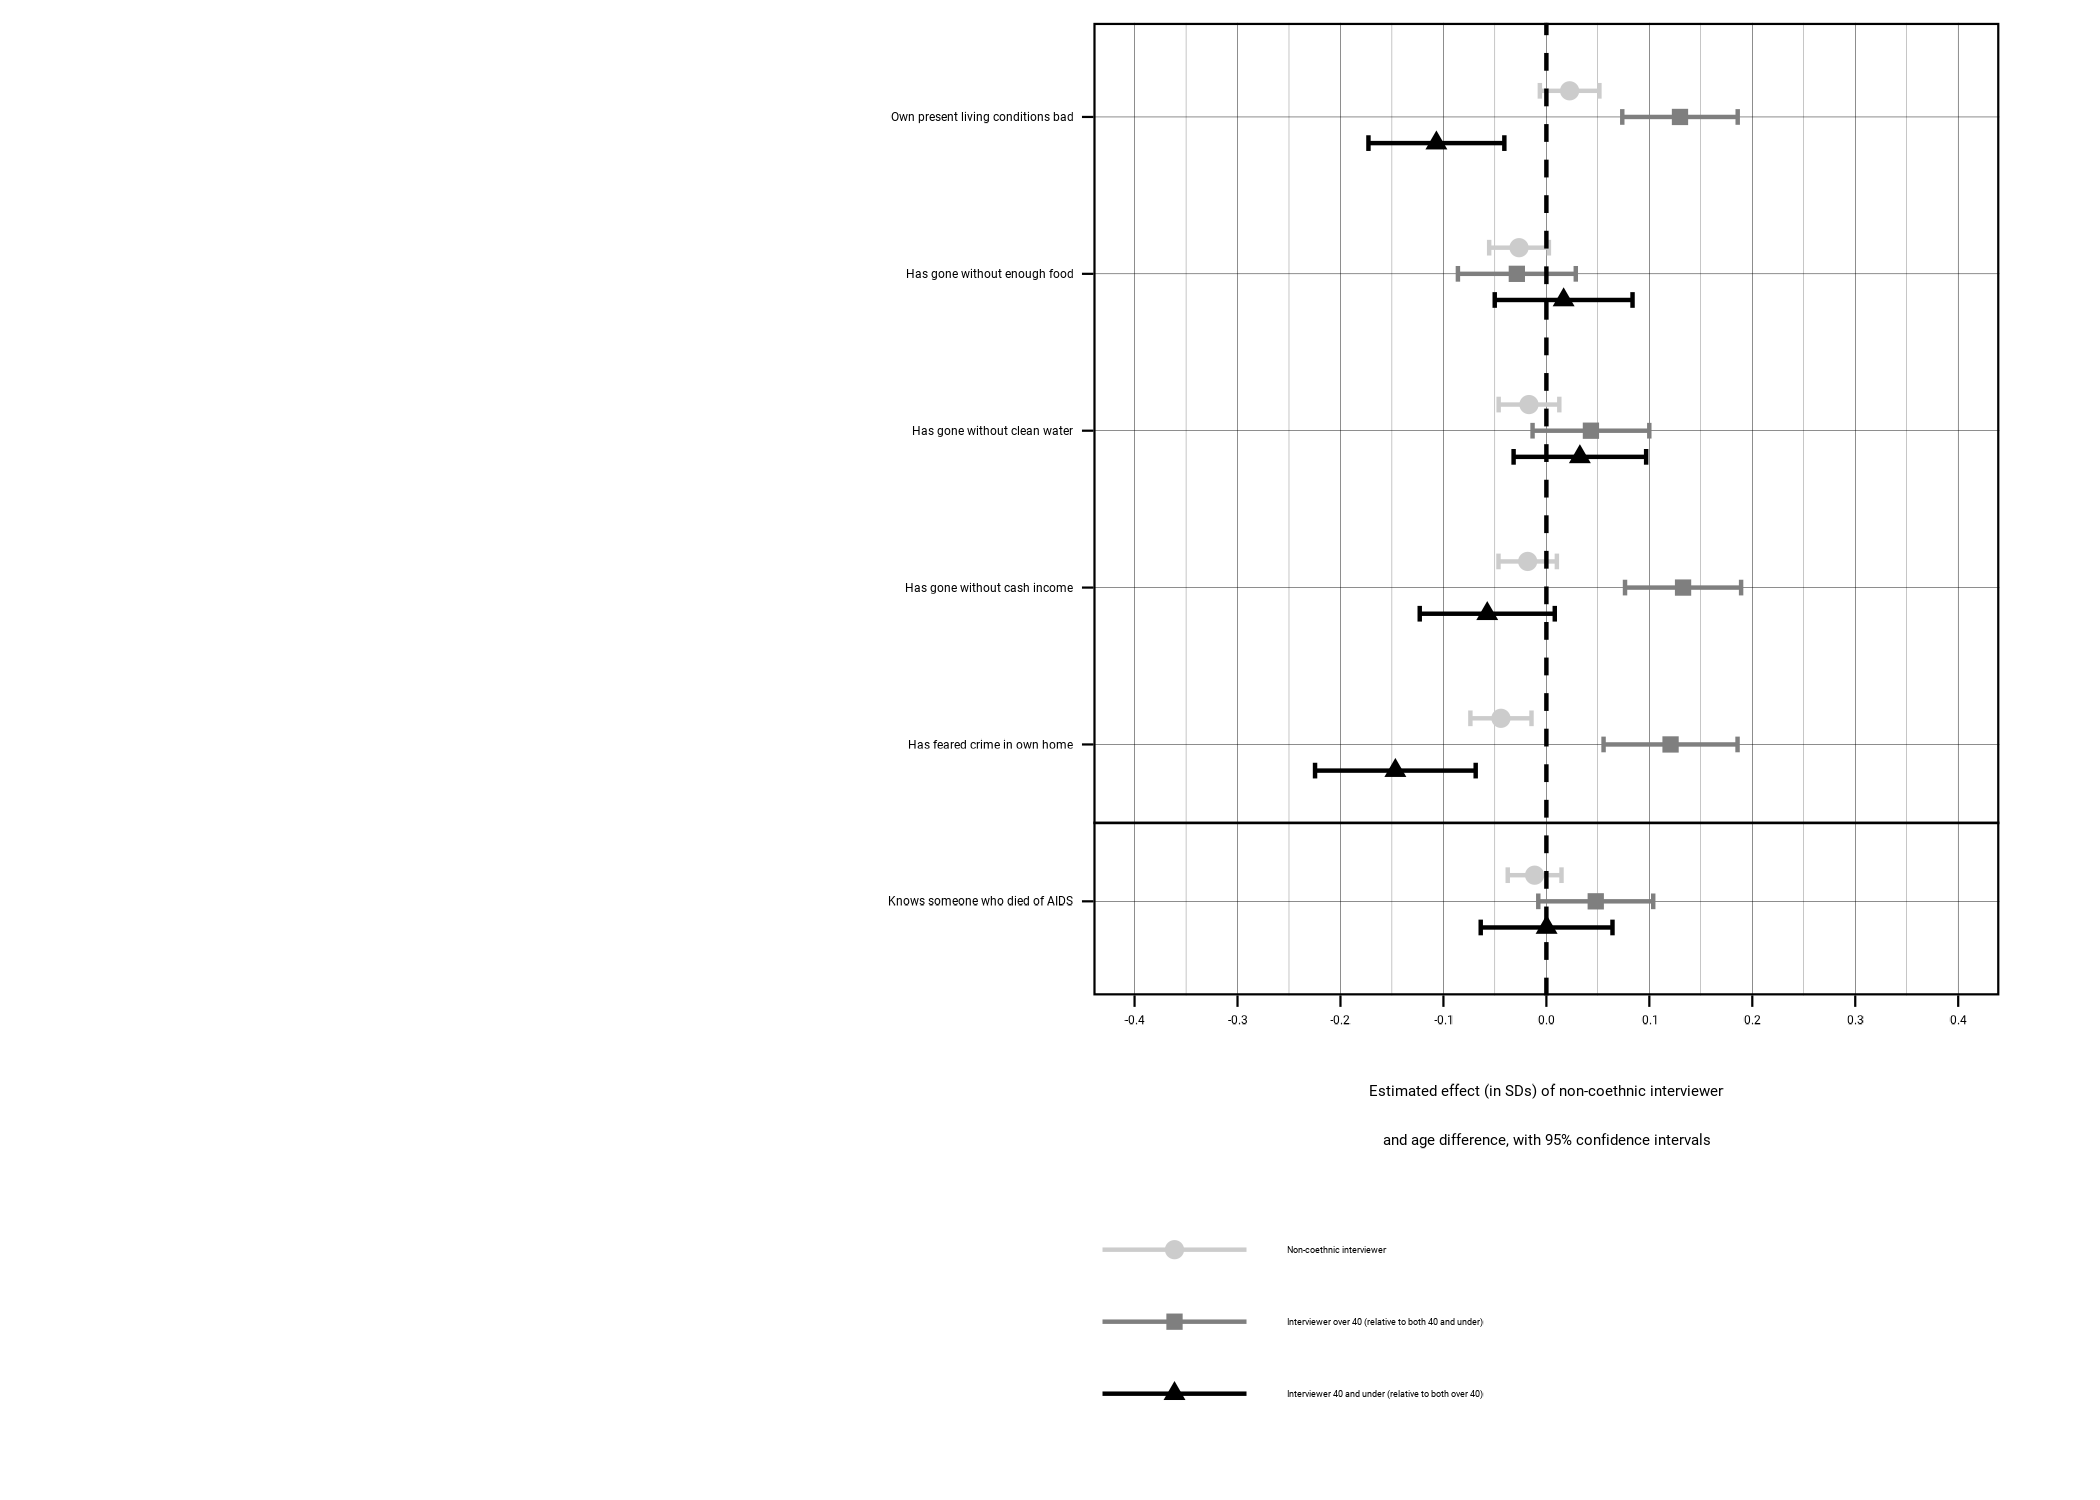 Own present living conditions bad
Has gone without enough food
Has gone without clean water
Has gone without cash income
Has feared crime in own home
Knows someone who died of AIDS
-0.4 -0.3 -0.2 -0.1 0.0 0.1 0.2 0.3 0.4
Estimated effect (in SDs) of non-coethnic interviewer
and age difference, with 95% confidence intervals
Non-coethnic interviewer
Interviewer over 40 (relative to both 40 and under)
Interviewer 40 and under (relative to both over 40)